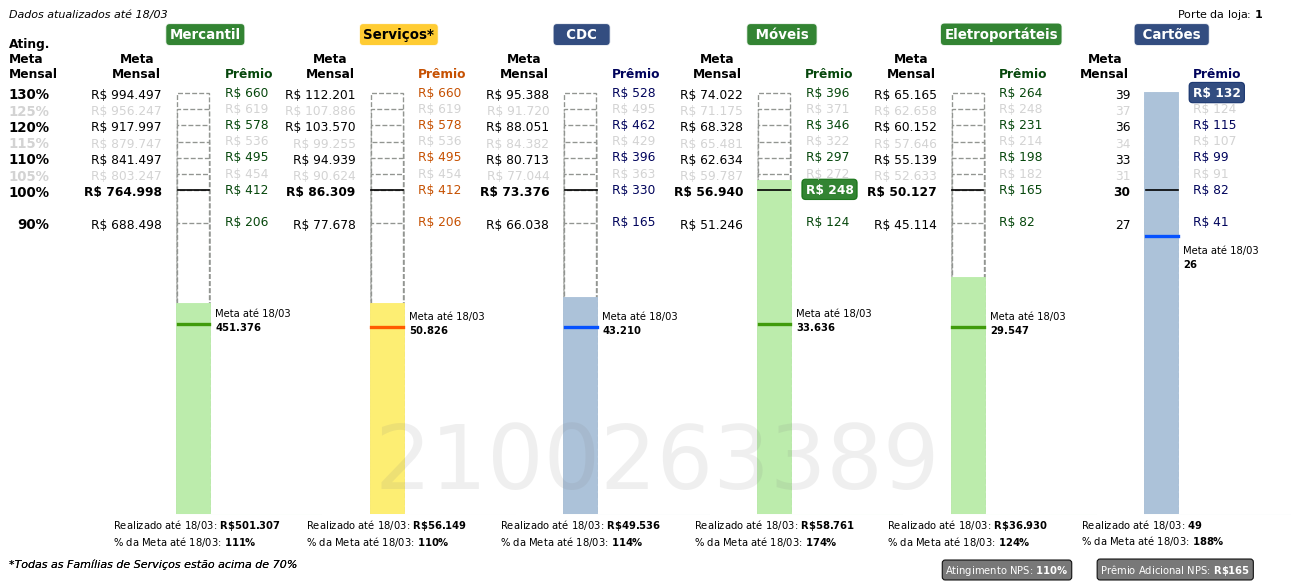 Dados atualizados até 18/03 Porte da loja: 1
Mercantil Serviços* CDC Móveis Eletroportáteis Cartões
Ating. Meta Mensal
Meta Mensal Prêmio Meta Mensal Prêmio Meta Mensal Prêmio Meta Mensal Prêmio Meta Mensal Prêmio Meta Mensal Prêmio
130% R$ 994.497 R$ 660 R$ 112.201 R$ 660 R$ 95.388 R$ 528 R$ 74.022 R$ 396 R$ 65.165 R$ 264 39 R$ 132
125% R$ 956.247 R$ 619 R$ 107.886 R$ 619 R$ 91.720 R$ 495 R$ 71.175 R$ 371 R$ 62.658 R$ 248 37 R$ 124
120% R$ 917.997 R$ 578 R$ 103.570 R$ 578 R$ 88.051 R$ 462 R$ 68.328 R$ 346 R$ 60.152 R$ 231 36 R$ 115
115% R$ 879.747 R$ 536 R$ 99.255 R$ 536 R$ 84.382 R$ 429 R$ 65.481 R$ 322 R$ 57.646 R$ 214 34 R$ 107
110% R$ 841.497 R$ 495 R$ 94.939 R$ 495 R$ 80.713 R$ 396 R$ 62.634 R$ 297 R$ 55.139 R$ 198 33 R$ 99
105% R$ 803.247 R$ 454 R$ 90.624 R$ 454 R$ 77.044 R$ 363 R$ 59.787 R$ 272 R$ 52.633 R$ 182 31 R$ 91
100% R$ 764.998 R$ 412 R$ 86.309 R$ 412 R$ 73.376 R$ 330 R$ 56.940 R$ 248 R$ 50.127 R$ 165 30 R$ 82
90% R$ 688.498 R$ 206 R$ 77.678 R$ 206 R$ 66.038 R$ 165 R$ 51.246 R$ 124 R$ 45.114 R$ 82 27 R$ 41
Meta até 18/03
26
Meta até 18/03 Meta até 18/03 Meta até 18/03 Meta até 18/03 Meta até 18/03
451.376 50.826 43.210 33.636 29.547
2100263389
Realizado até 18/03: R$501.307 Realizado até 18/03: R$56.149 Realizado até 18/03: R$49.536 Realizado até 18/03: R$58.761 Realizado até 18/03: R$36.930 Realizado até 18/03: 49
% da Meta até 18/03: 111% % da Meta até 18/03: 110% % da Meta até 18/03: 114% % da Meta até 18/03: 174% % da Meta até 18/03: 124% % da Meta até 18/03: 188%
*Todas as Famílias de Serviços estão acima de 70% Atingimento NPS: 110% Prêmio Adicional NPS: R$165